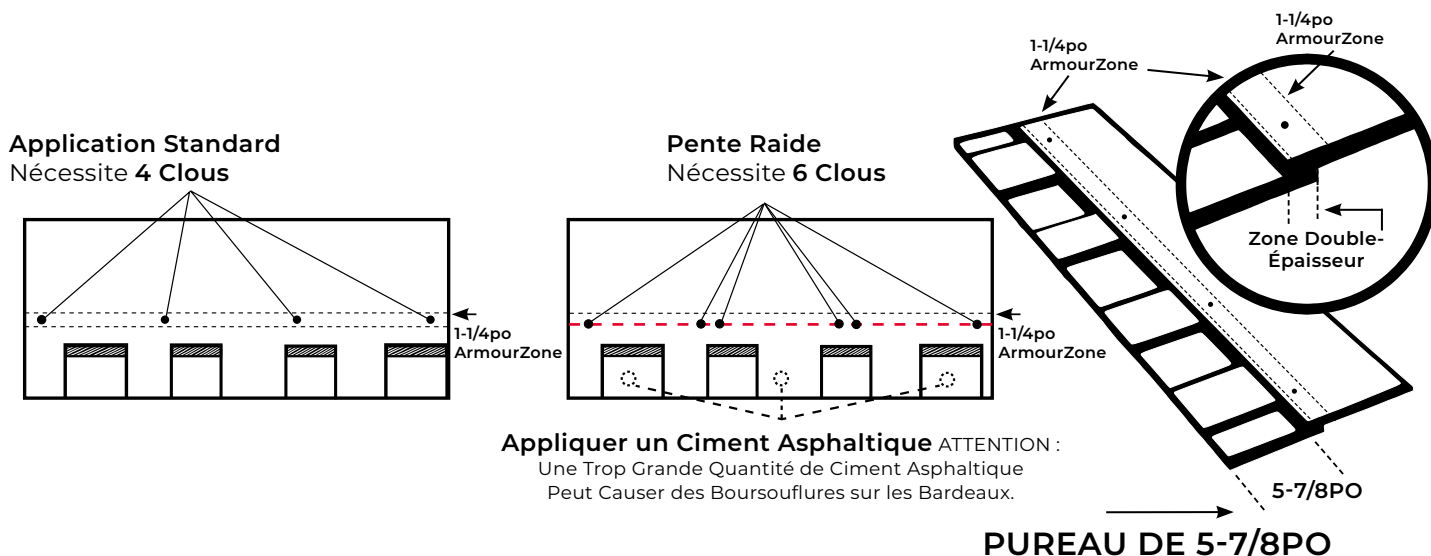 Application Standard
Nécessite 4 Clous
1-1/4po
ArmourZone
Pente Raide
Nécessite 6 Clous
1-1/4po
ArmourZone
Appliquer un Ciment Asphaltique ATTENTION :
Une Trop Grande Quantité de Ciment Asphaltique
Peut Causer des Boursouflures sur les Bardeaux.
1-1/4po
ArmourZone
1-1/4po
ArmourZone
Zone Double-
Épaisseur
5-7/8PO
PUREAU DE 5-7/8PO